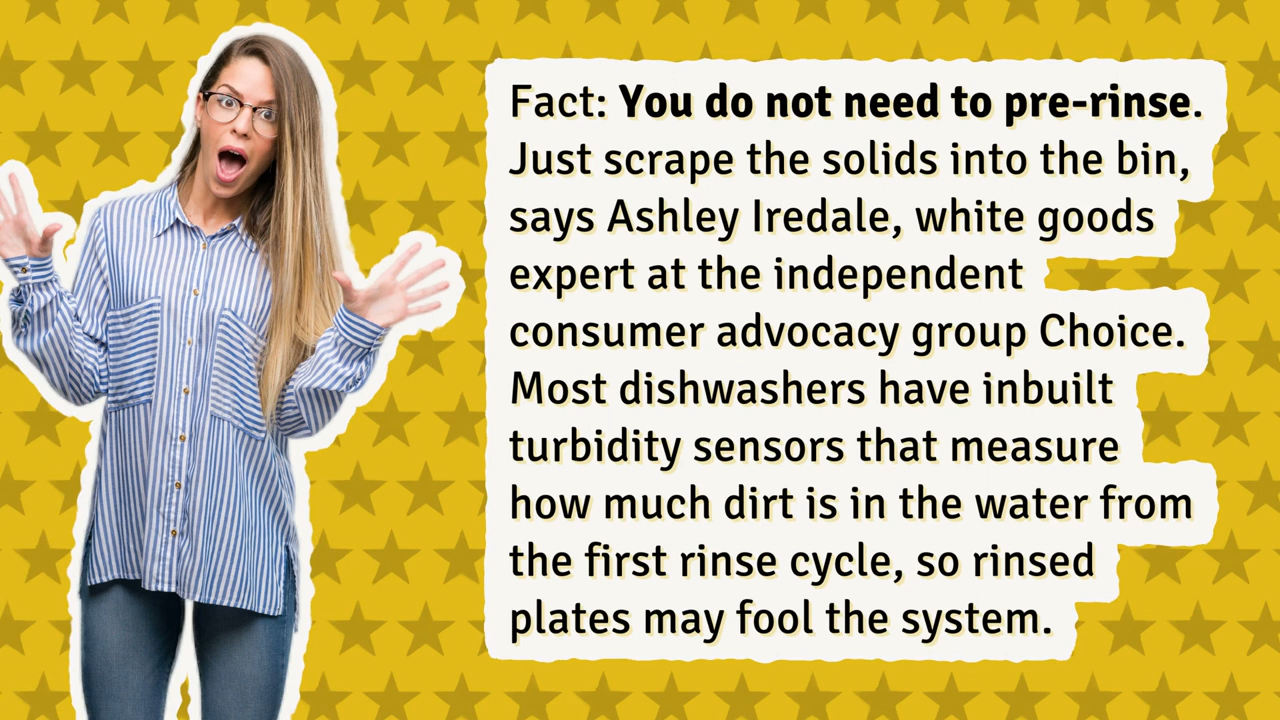 Fact: You do not need to pre-rinse.
Just scrape the solids into the bin,
says Ashley Iredale, white goods
expert at the independent
consumer advocacy group Choice.
Most dishwashers have inbuilt
turbidity sensors that measure
how much dirt is in the water from
the first rinse cycle, so rinsed
plates may fool the system.